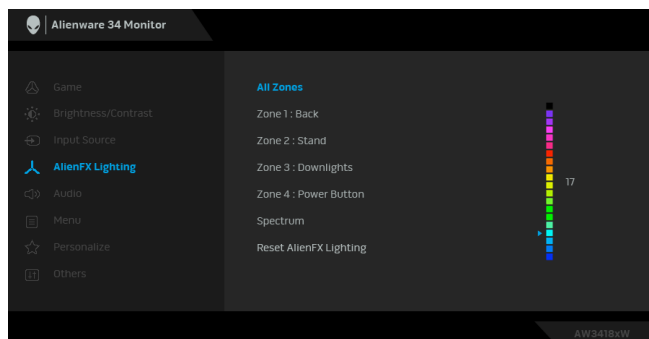 Alienware 34 Monitor
Game
Brightness/Contrast
Input Source
AlienFX Lighting
Audio
Menu
Personalize
Others
All Zones
Zone 1 : Back
Zone 2 : Stand
Zone 3 : Downlights
Zone 4 : Power Button
Spectrum
Reset AlienFX Lighting
17
AW3418xW